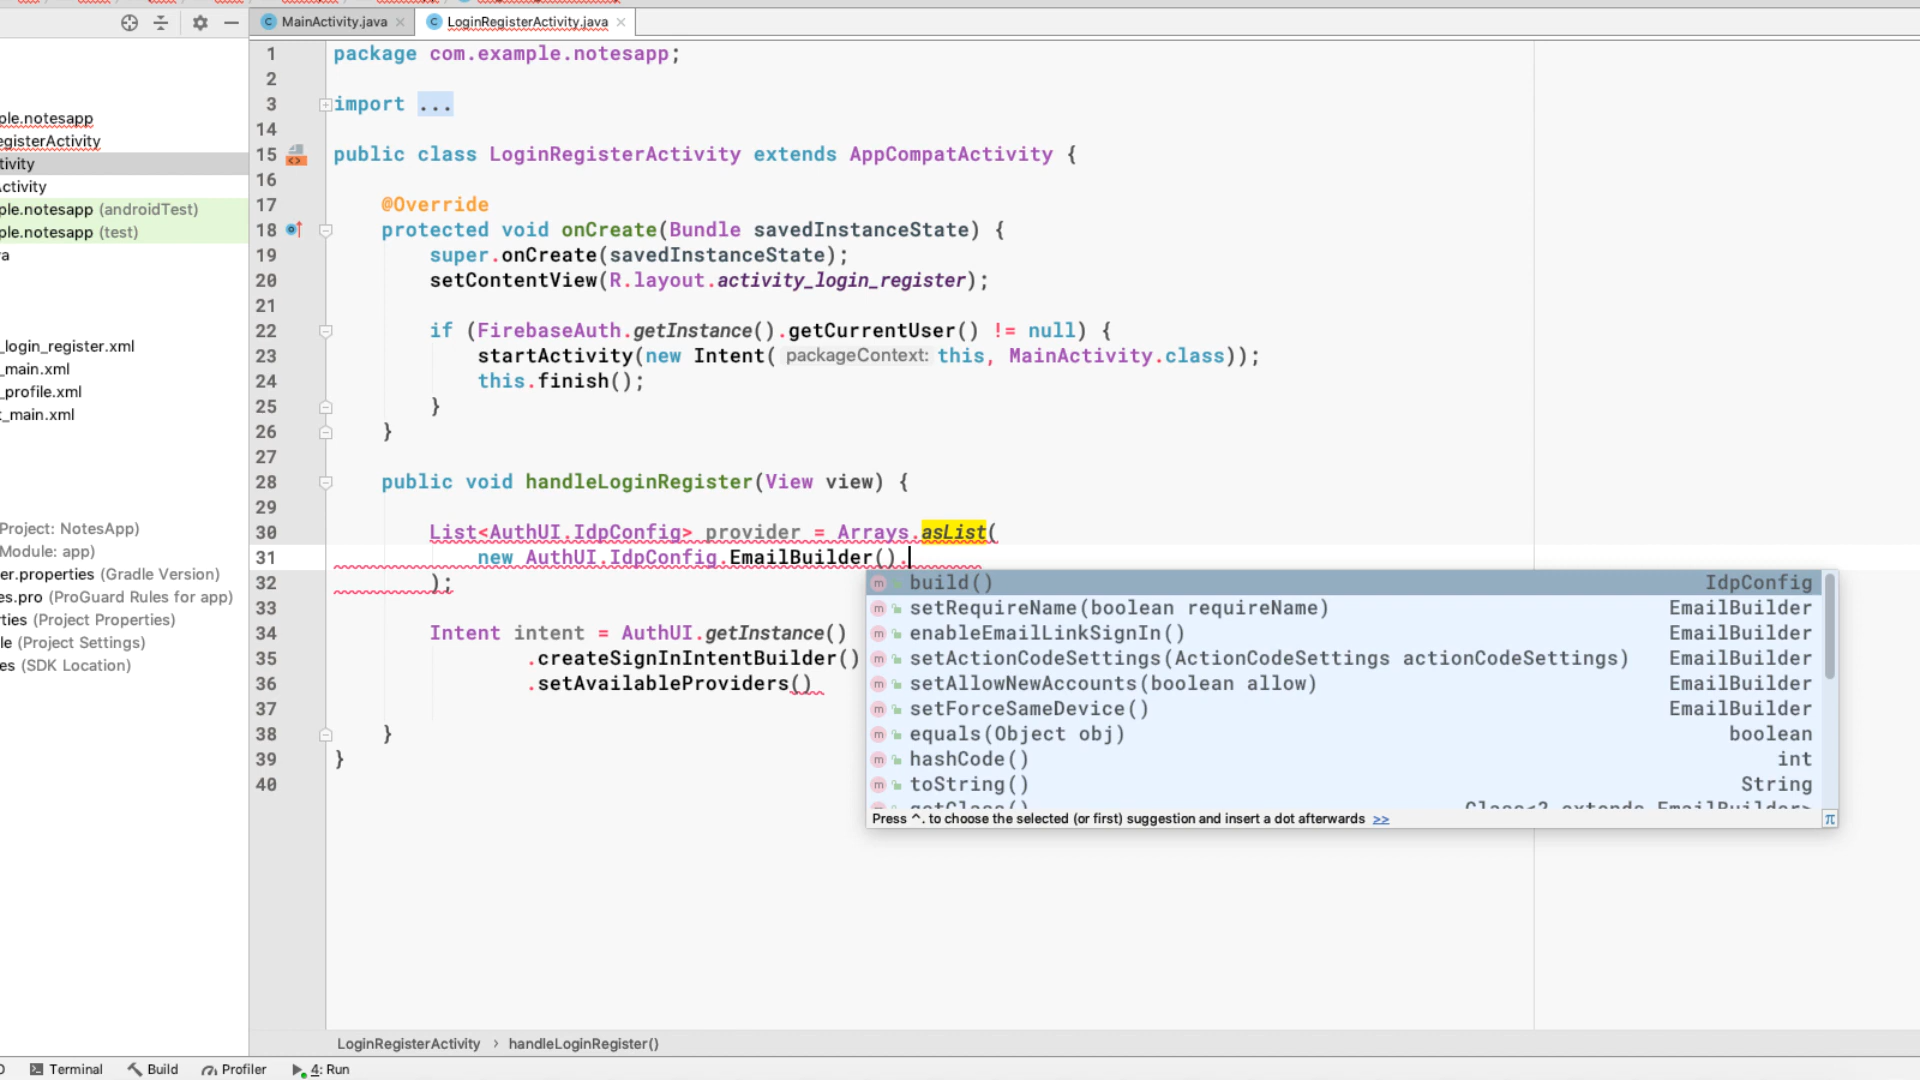 MainActivity.java
LoginRegisterActivity.java
ple.notesapp
egisterActivity
tivity
Activity
ple.notesapp (androidTest)
ple.notesapp (test)
va
_login_register.xml
_main.xml
_profile.xml
t_main.xml
Project: NotesApp)
Module: app)
er.properties (Gradle Version)
es.pro (ProGuard Rules for app)
rties (Project Properties)
le (Project Settings)
es (SDK Location)
1 package com.example.notesapp;
2
3 import ...
14
15 public class LoginRegisterActivity extends AppCompatActivity {
16
17 @Override
18 protected void onCreate(Bundle savedInstanceState) {
19 super.onCreate(savedInstanceState);
20 setContentView(R.layout.activity_login_register);
21
22 if (FirebaseAuth.getInstance().getCurrentUser() != null) {
23 startActivity(new Intent( packageContext: this, MainActivity.class));
24 this.finish();
25 }
26 }
27
28 public void handleLoginRegister(View view) {
29
30 List<AuthUI.IdpConfig> provider = Arrays.asList(
31 new AuthUI.IdpConfig.EmailBuilder().
32 );
33
34 Intent intent = AuthUI.getInstance()
35 .createSignInIntentBuilder()
36 .setAvailableProviders()
37
38 }
39 }
40
build() IdpConfig
setRequireName(boolean requireName) EmailBuilder
enableEmailLinkSignIn() EmailBuilder
setActionCodeSettings(ActionCodeSettings actionCodeSettings) EmailBuilder
setAllowNewAccounts(boolean allow) EmailBuilder
setForceSameDevice() EmailBuilder
equals(Object obj) boolean
hashCode() int
toString() String
getClass() Class<? extends EmailBuilder>
Press ^. to choose the selected (or first) suggestion and insert a dot afterwards >>
LoginRegisterActivity › handleLoginRegister()
Terminal Build Profiler 4: Run